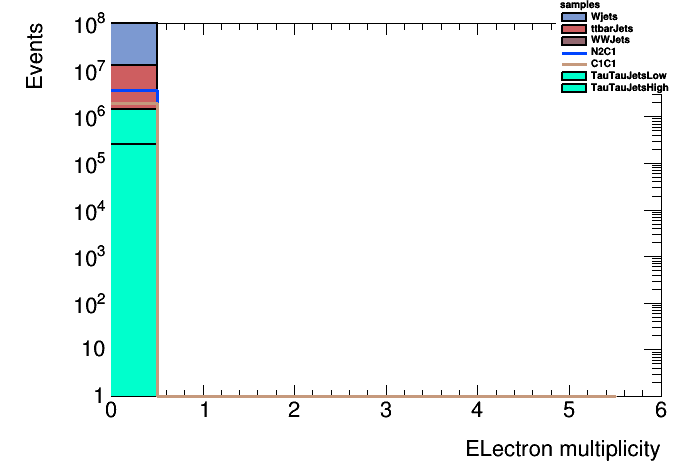 samples
Wjets
ttbarJets
WWJets
N2C1
C1C1
TauTauJetsLow
TauTauJetsHigh
Events
10^8
10^7
10^6
10^5
10^4
10^3
10^2
10
1
0 1 2 3 4 5 6
ELectron multiplicity